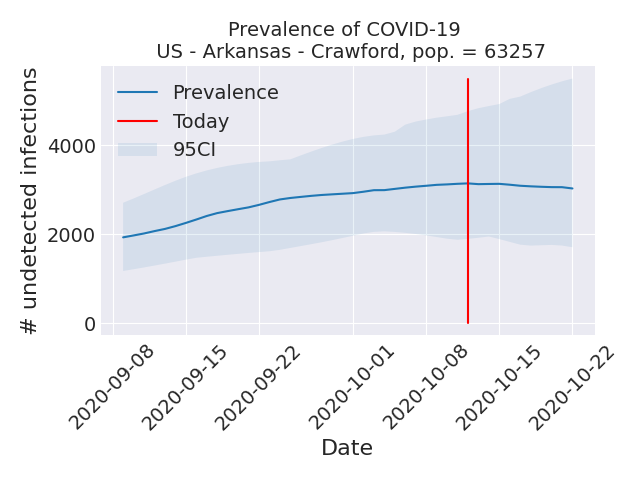 Prevalence of COVID-19
US - Arkansas - Crawford, pop. = 63257
Prevalence
Today
95CI
# undetected infections
4000
2000
0
2020-09-08
2020-09-15
2020-09-22
2020-10-01
2020-10-08
2020-10-15
2020-10-22
Date